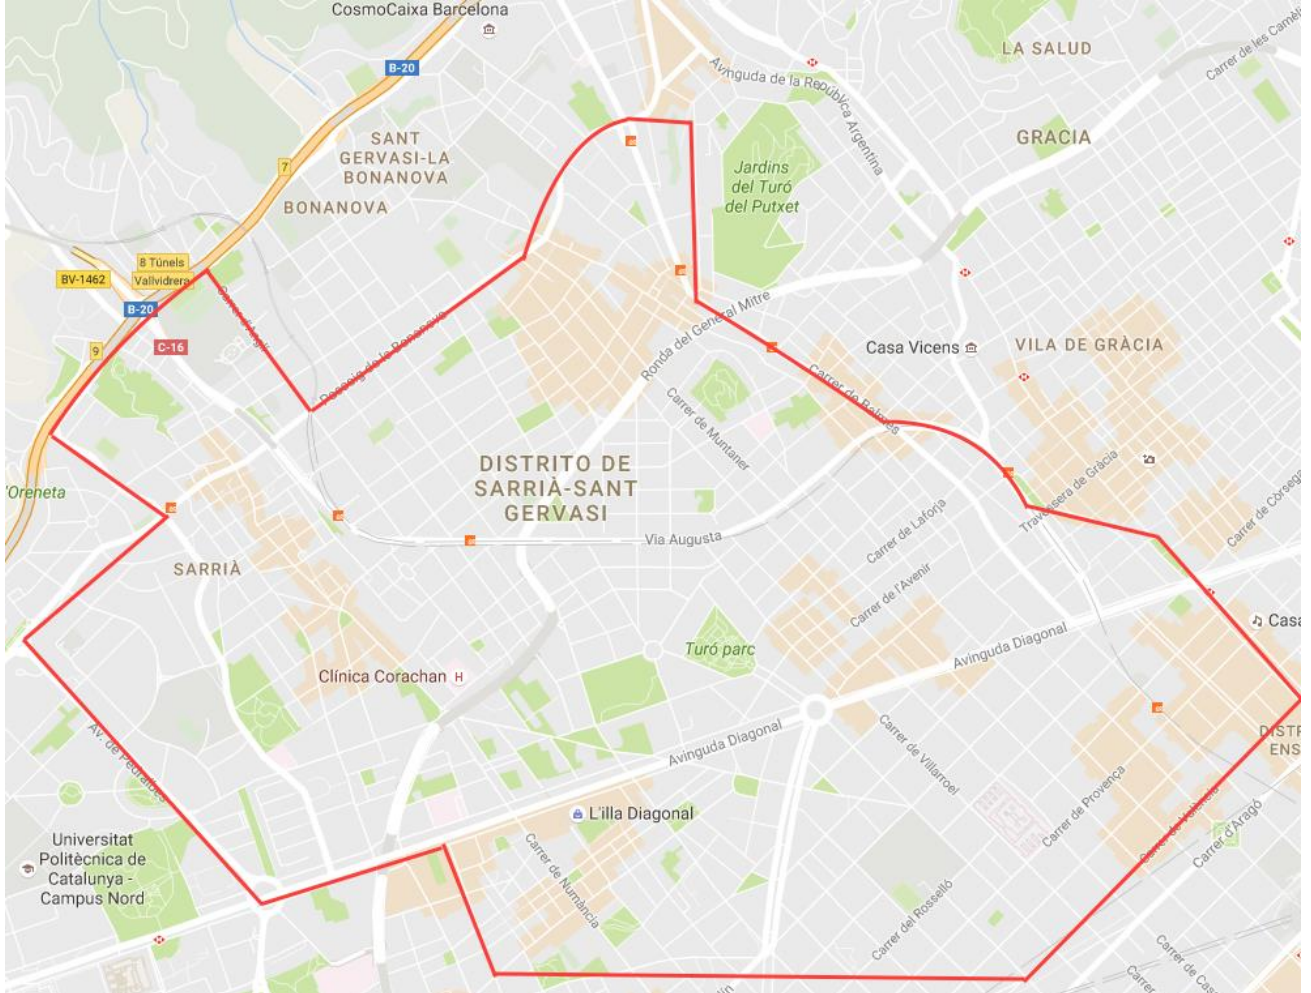 CosmoCaixa Barcelona
B-20
LA SALUD
Carrer de les Camèl
Avinguda de la República Argentina
GRACIA
SANT
GERVASI-LA
BONANOVA
7
BONANOVA
Jardins
del Turó
del Putxet
8 Túnels
Vallvidrera
BV-1462
B-20
C-16
9
Carrer d'Anglí
Passeig de la Bonanova
Ronda del General Mitre
Casa Vicens
VILA DE GRÀCIA
Carrer de Balmes
Carrer de Muntaner
DISTRITO DE
SARRIÀ-SANT
GERVASI
'Oreneta
Travessera de Gràcia
Carrer de Còrsega
Via Augusta
Carrer de Laforja
SARRIÀ
Carrer de l'Avenir
Casa
Turó parc
Avinguda Diagonal
Clínica Corachan
H
Av. de Pedralbes
Avinguda Diagonal
Carrer de Villarroel
DISTR
ENS
Carrer de Provença
Carrer de València
Carrer d'Aragó
L'illa Diagonal
Universitat
Politècnica de
Catalunya -
Campus Nord
Carrer de Numància
Carrer del Rosselló